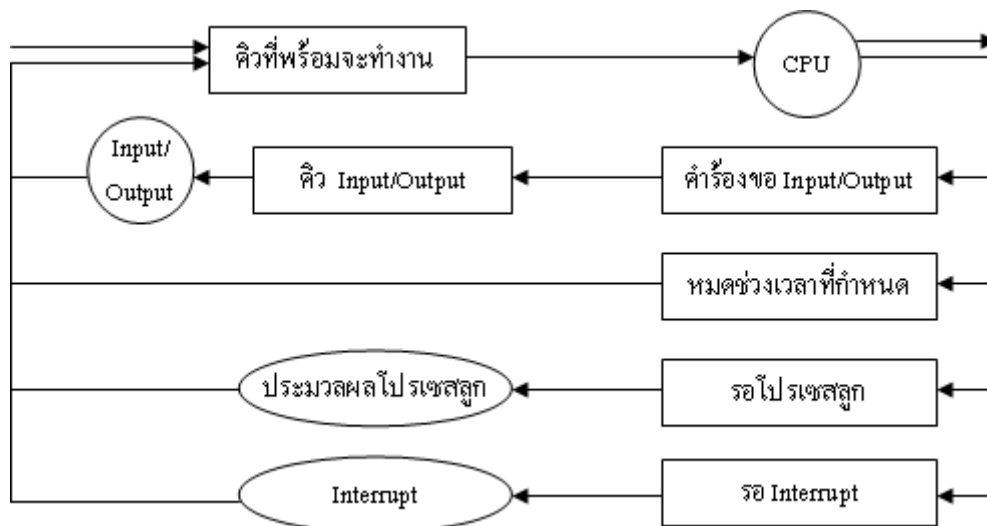 คิวที่พร้อมจะทำงาน
CPU
Input/
Output
คิว Input/Output
คำร้องขอ Input/Output
หมดช่วงเวลาที่กำหนด
ประมวลผลโปรเซสลูก
รอโปรเซสลูก
Interrupt
รอ Interrupt